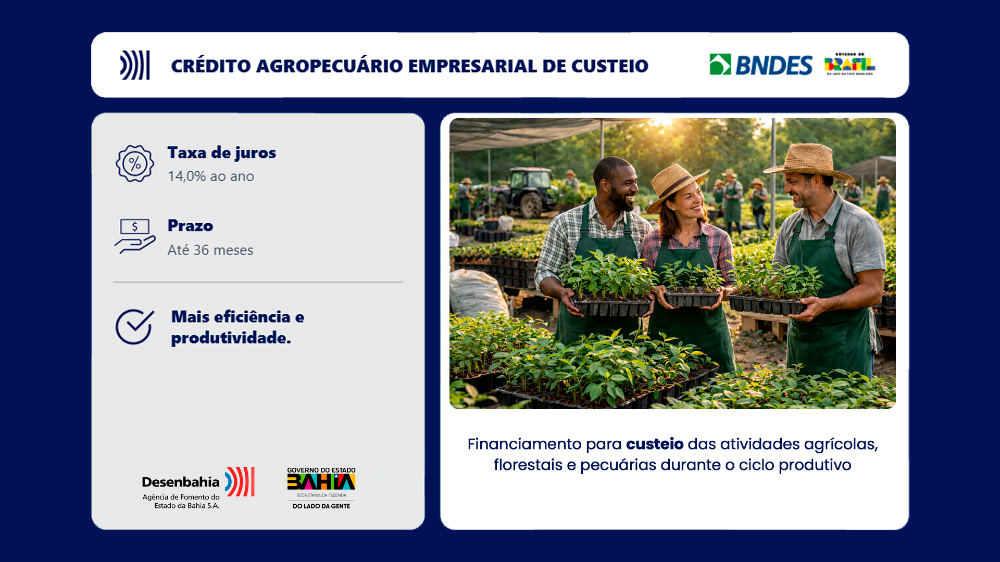 CRÉDITO AGROPECUÁRIO EMPRESARIAL DE CUSTEIO
BNDES
GOVERNO DO
BRASIL
DO LADO DO POVO BRASILEIRO
Taxa de juros
14,0% ao ano
$
Prazo
Até 36 meses
%
Mais eficiência e
produtividade.
Desenbahia
Agência de Fomento do
Estado da Bahia S.A.
GOVERNO DO ESTADO
BAHIA
SECRETARIA DA FAZENDA
DO LADO DA GENTE
Financiamento para custeio das atividades agrícolas,
florestais e pecuárias durante o ciclo produtivo